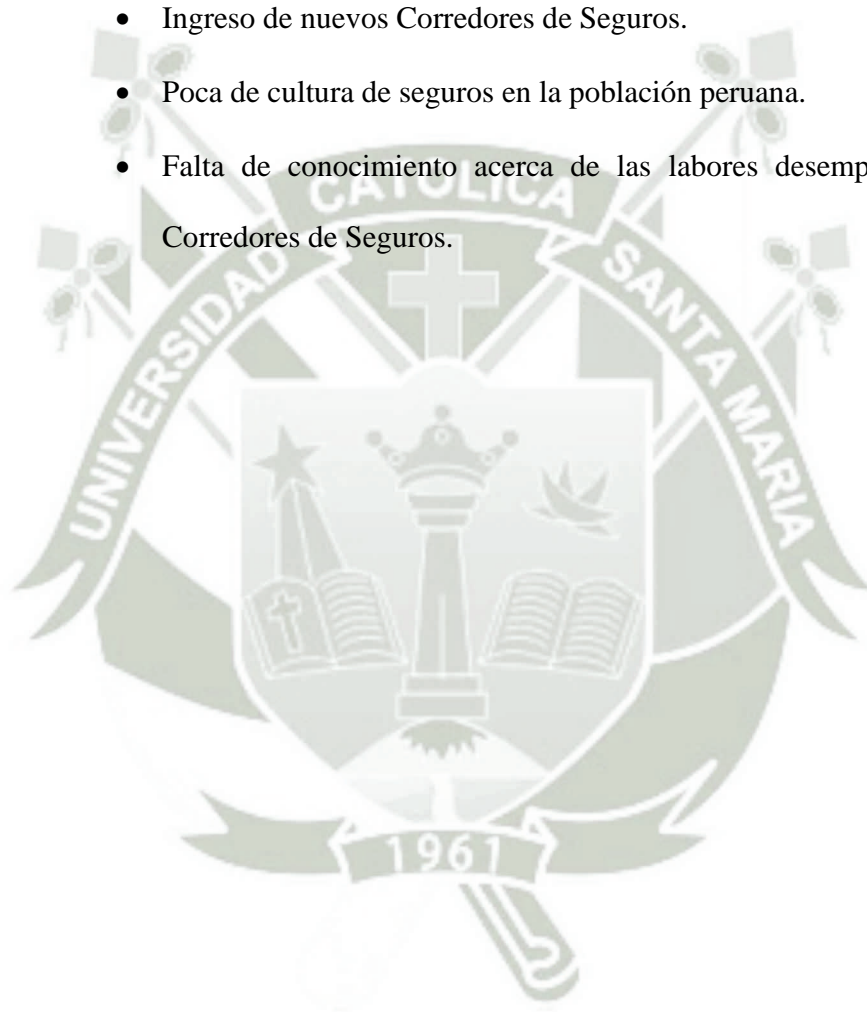 • Ingreso de nuevos Corredores de Seguros.
• Poca de cultura de seguros en la población peruana.
• Falta de conocimiento acerca de las labores
Corredores de Seguros.
UNIVERSIDAD CATOLICA SANTA MARIA
1961